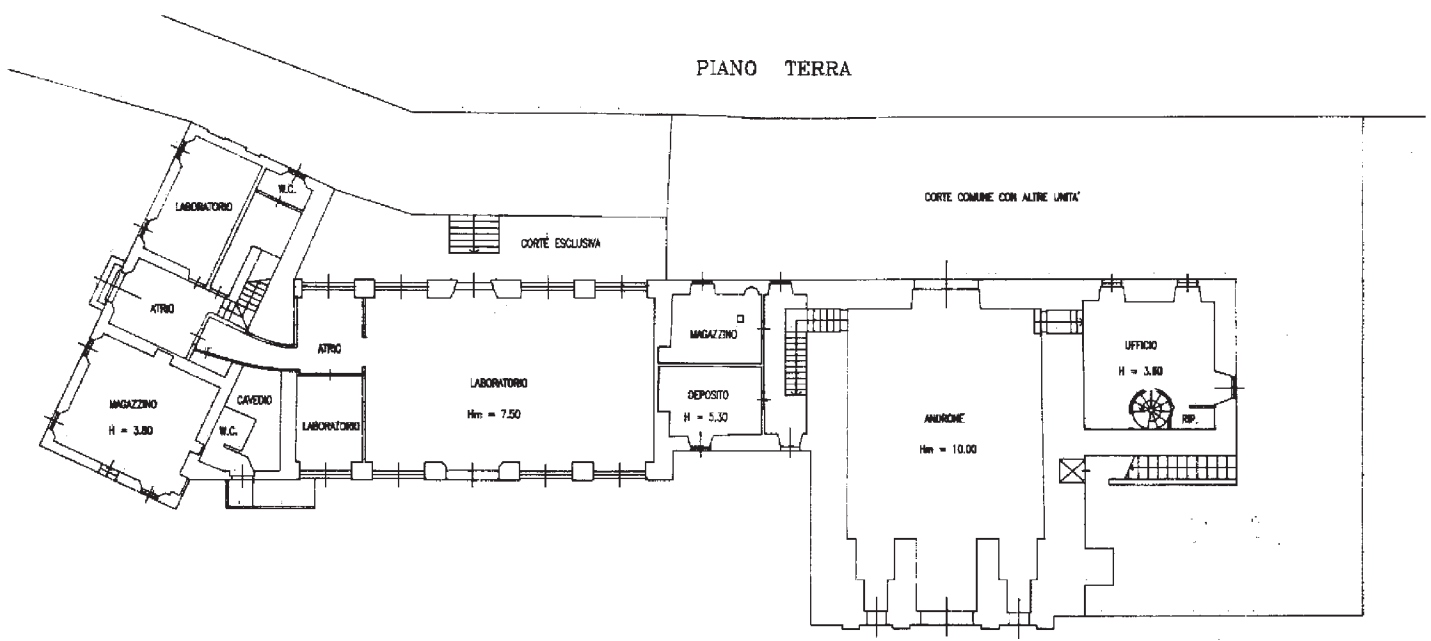 PIANO TERRA
CORTE COMUNE CON ALTRE UNITA'
W.C.
LABORATORIO
CORTE ESCLUSIVA
ATRIO
MAGAZZINO
ATRIO
UFFICIO
H = 3.80
LABORATORIO
Hm = 7.50
DEPOSITO
H = 5.30
MAGAZZINO
H = 3.80
CAVEDIO
W.C.
LABORATORIO
ANDRONE
Hm = 10.00
RIP.